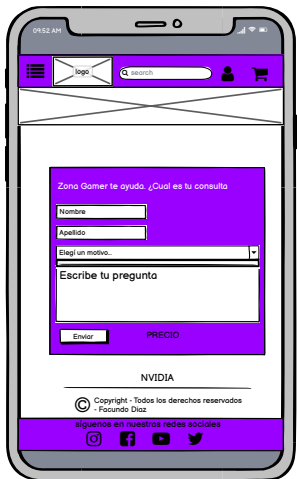 09:52 AM
logo
search
Zona Gamer te ayuda. ¿Cual es tu consulta
Nombre
Apellido
Elegí un motivo..
Escribe tu pregunta
Enviar
PRECIO
NVIDIA
© Copyright - Todos los derechos reservados
- Facundo Diaz
siguenos en nuestras redes sociales